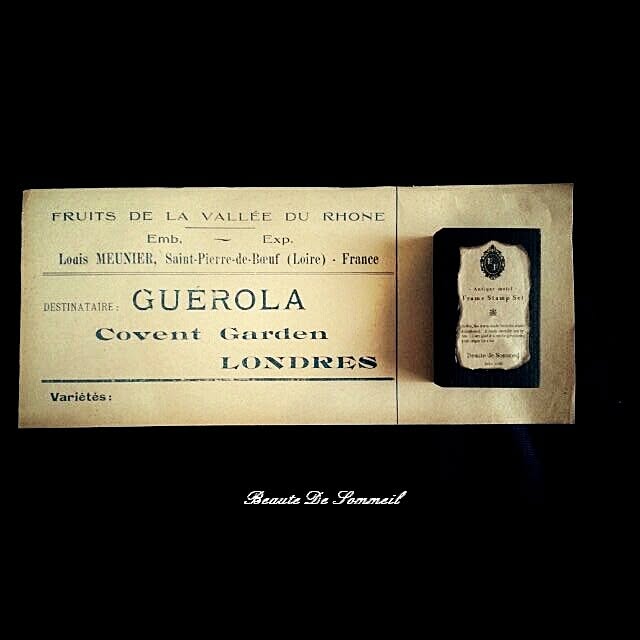 FRUITS DE LA VALLÉE DU RHONE
Emb. ~ Exp.
Louis MEUNIER, Saint-Pierre-de-Bœuf (Loire) - France
DESTINATAIRE: GUÉROLA
Covent Garden
LONDRES
Variétés:
Antique motif
Frame Stamp Set
Beaute de Sommeil
Beaute De Sommeil